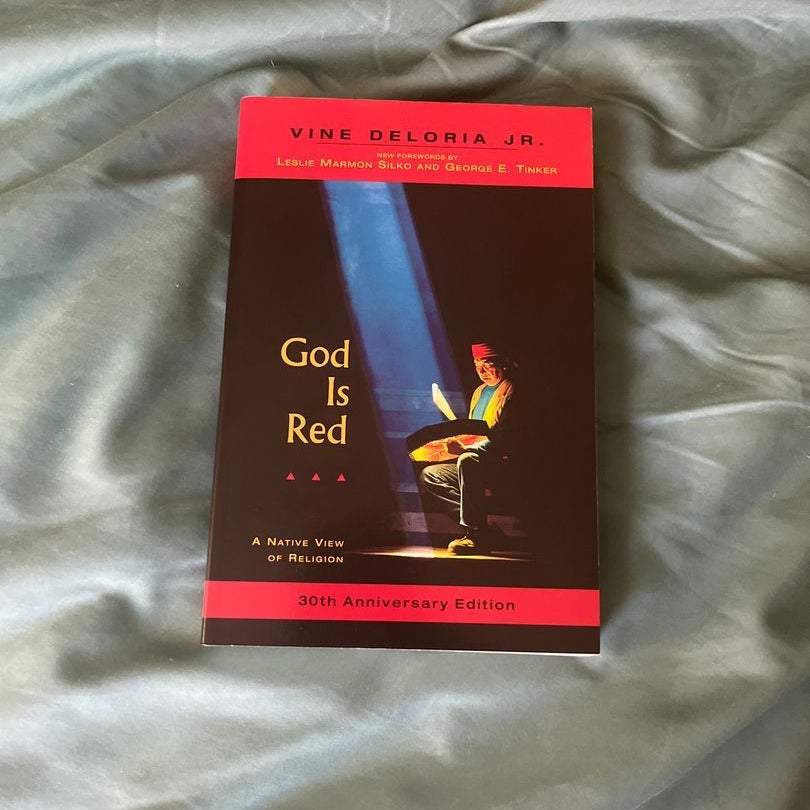 VINE DELORIA JR.
NEW FOREWORDS BY
LESLIE MARMON SILKO AND GEORGE E. TINKER
God
Is
Red
A NATIVE VIEW
OF RELIGION
30th Anniversary Edition